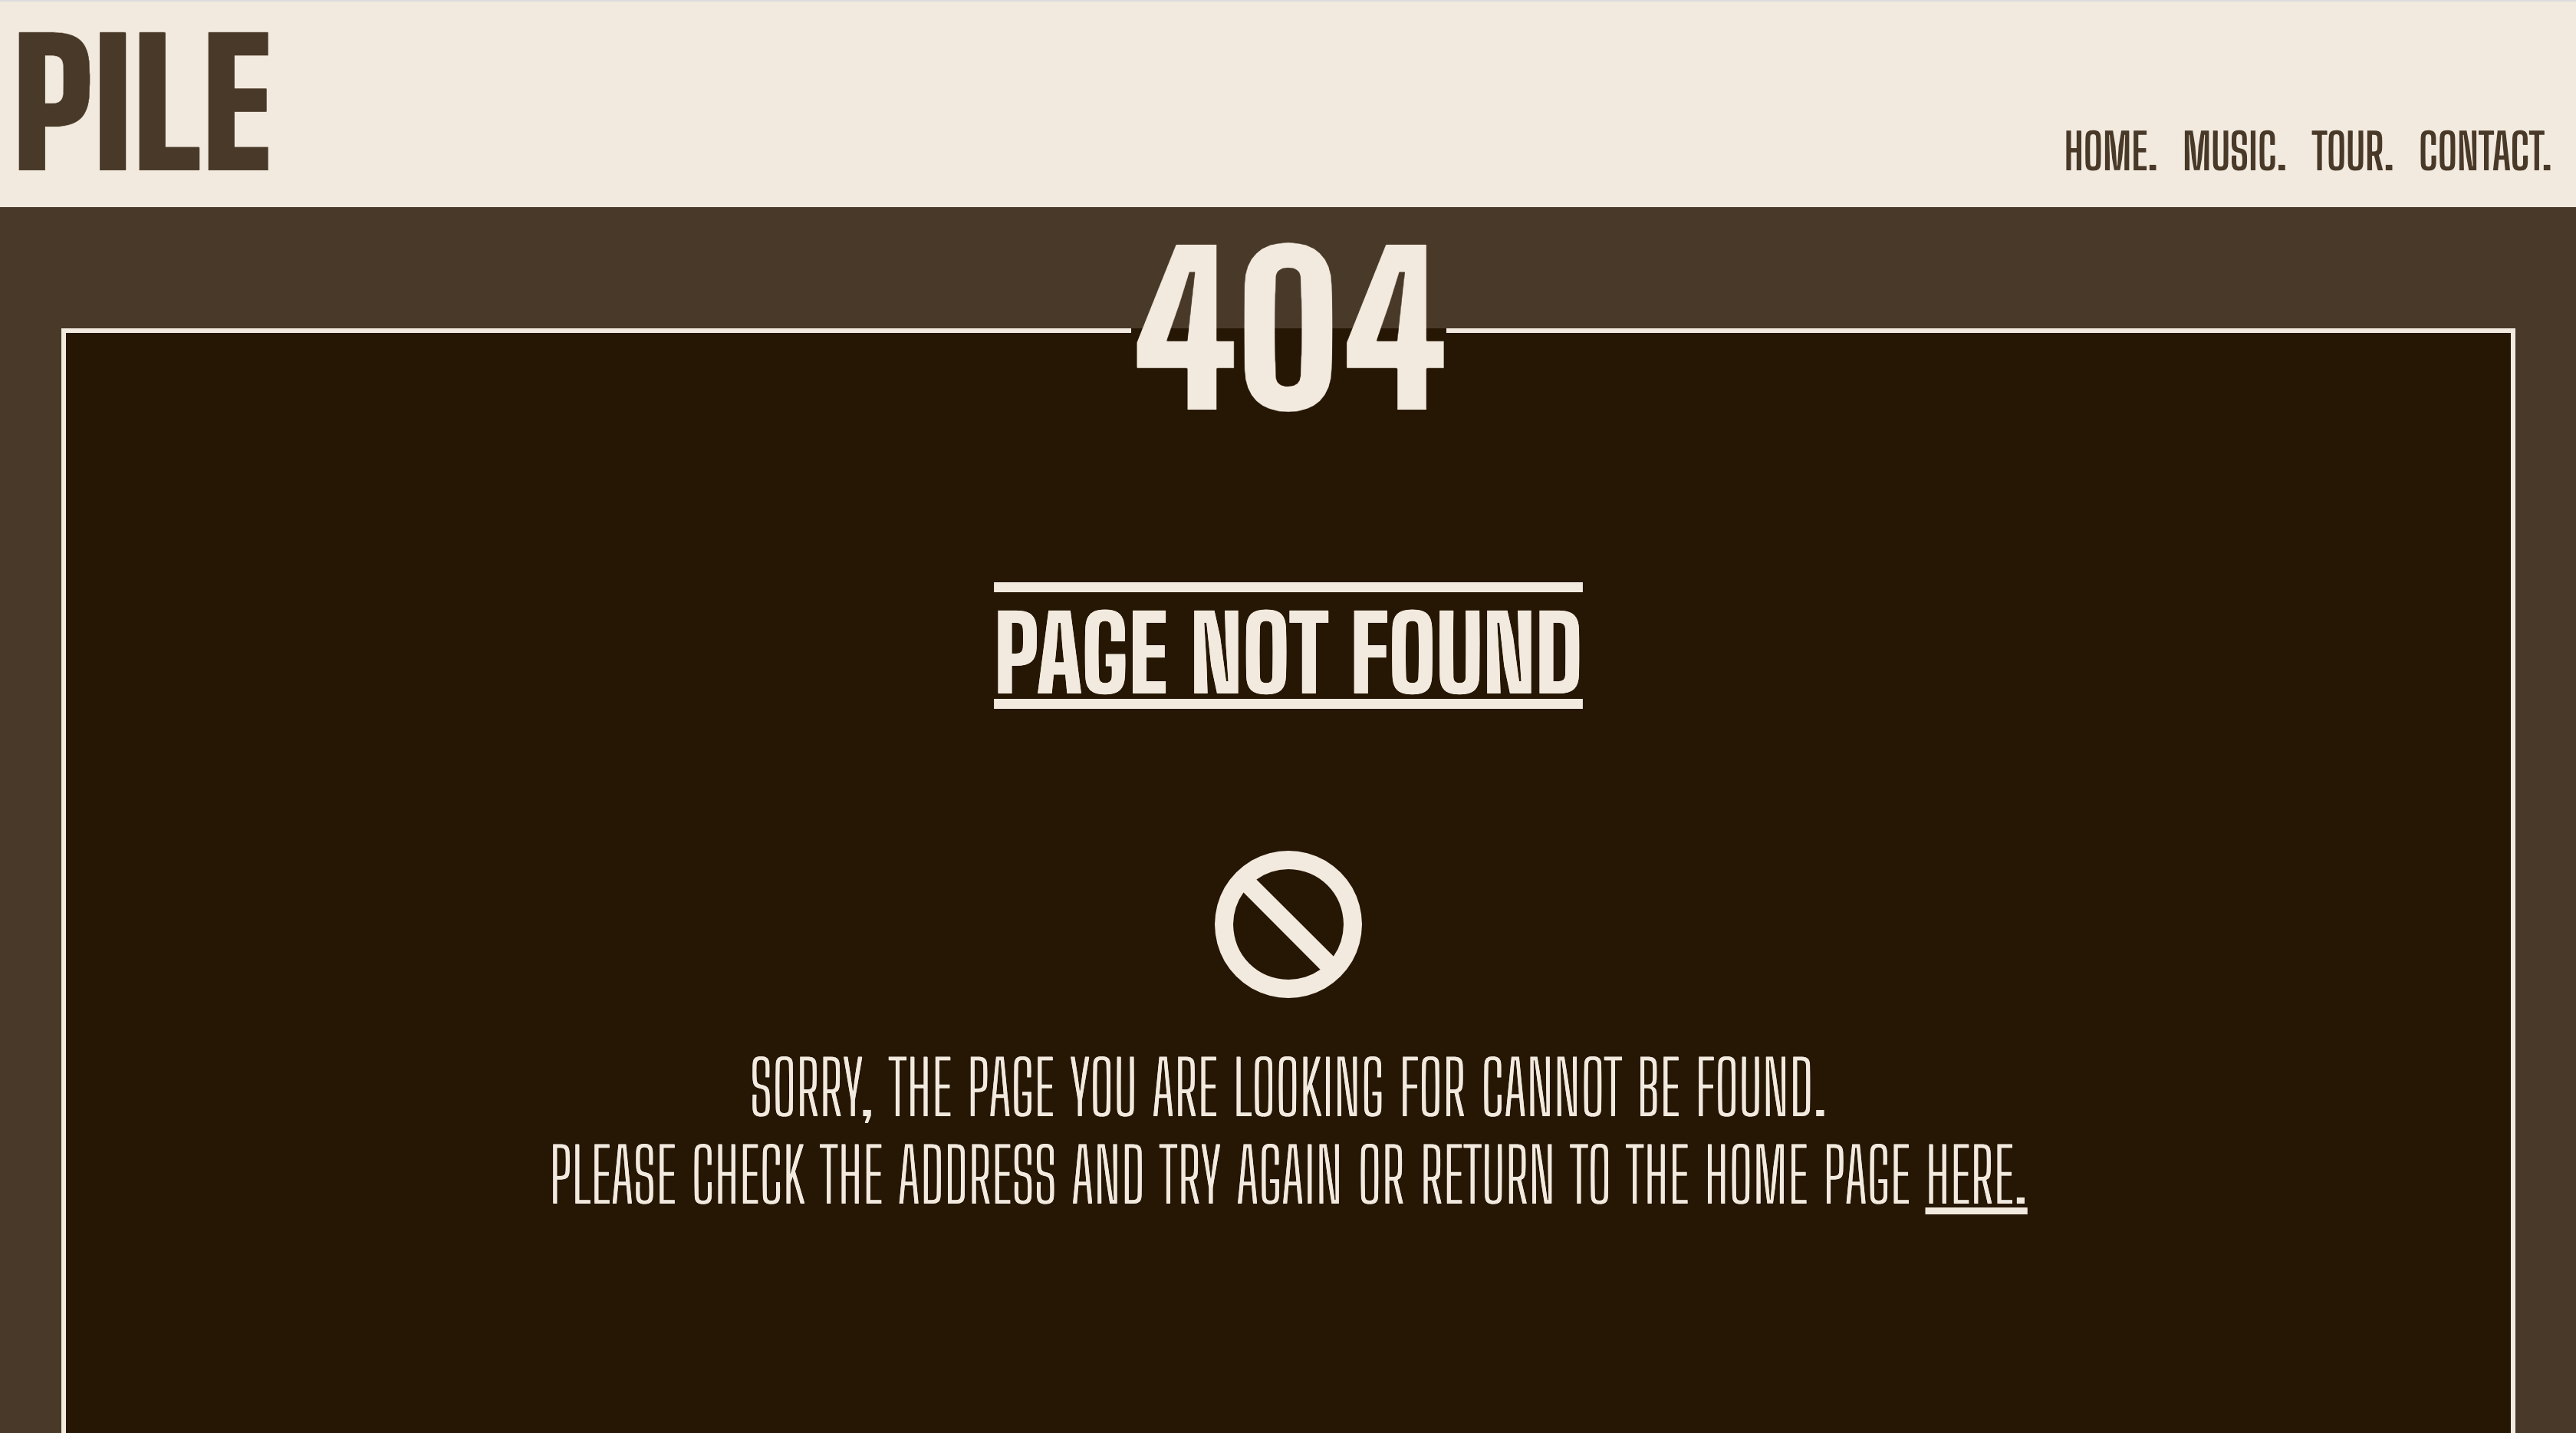 PILE
HOME. MUSIC. TOUR. CONTACT.
404
PAGE NOT FOUND
SORRY, THE PAGE YOU ARE LOOKING FOR CANNOT BE FOUND.
PLEASE CHECK THE ADDRESS AND TRY AGAIN OR RETURN TO THE HOME PAGE HERE.